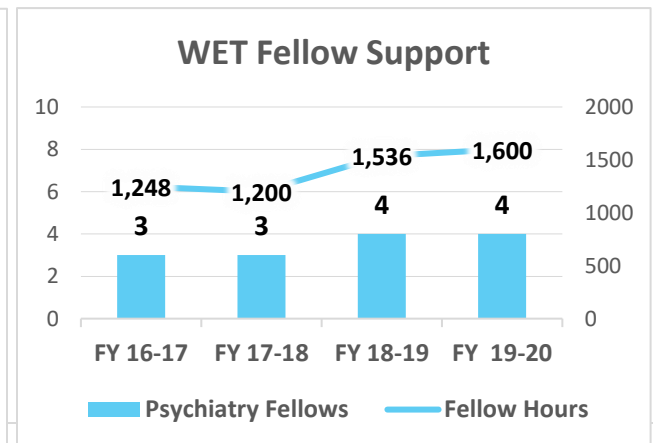 WET Fellow Support
10 2000
8 1500
6 1000
4 500
2 0
0
1,248 1,200 1,536 1,600
3 3 4 4
FY 16-17 FY 17-18 FY 18-19 FY 19-20
Psychiatry Fellows Fellow Hours